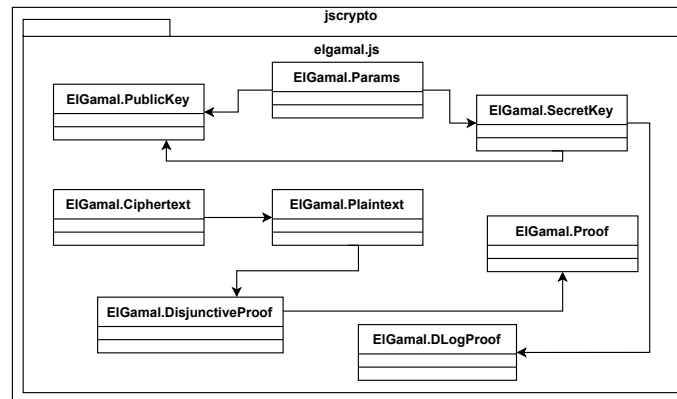 jscrypto
elgamal.js
ElGamal.Params
ElGamal.PublicKey
ElGamal.SecretKey
ElGamal.Ciphertext
ElGamal.Plaintext
ElGamal.Proof
ElGamal.DisjunctiveProof
ElGamal.DLogProof